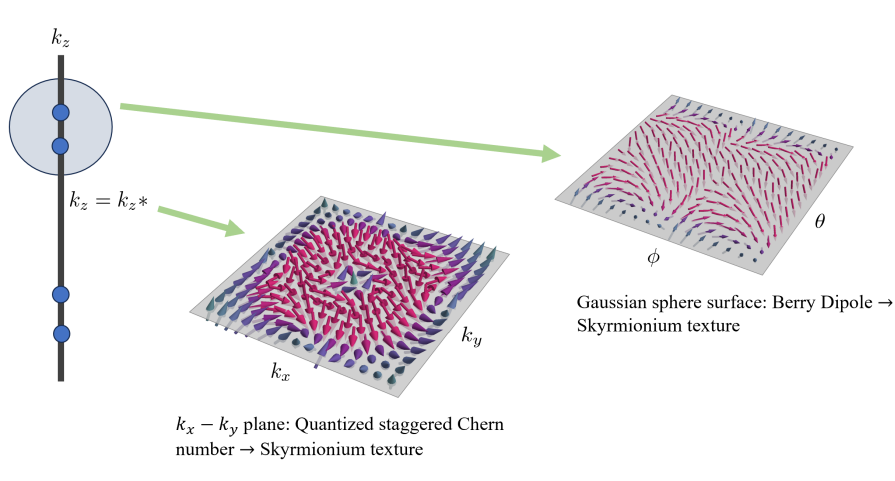 k_z
k_z = k_z*
θ
ϕ
Gaussian sphere surface: Berry Dipole →
Skyrmionium texture
k_y
k_x
k_x − k_y plane: Quantized staggered Chern
number → Skyrmionium texture